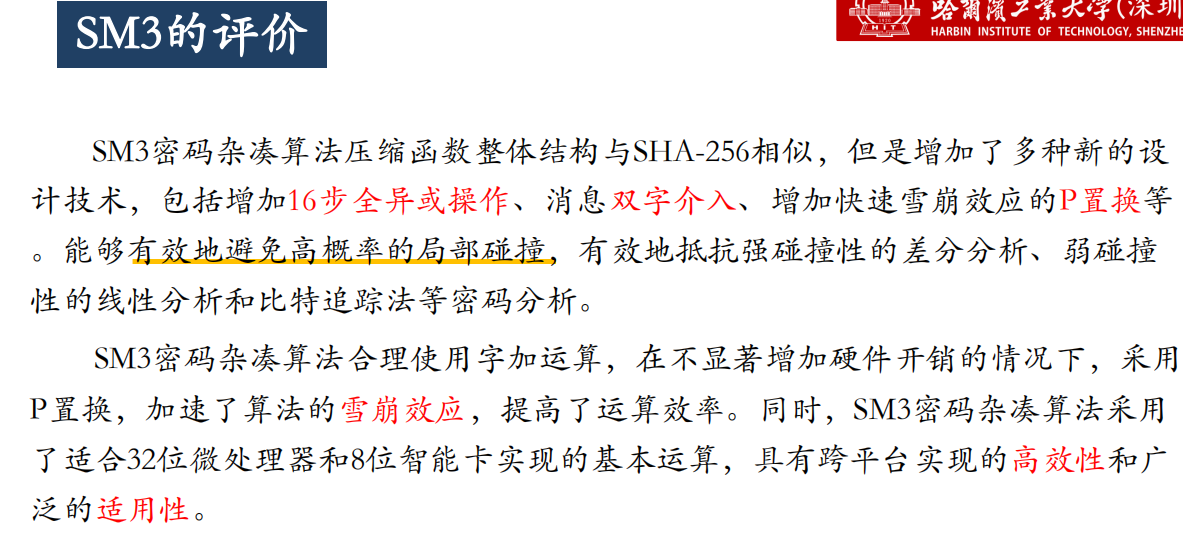 SM3的评价
哈尔滨工业大学(深圳
HARBIN INSTITUTE OF TECHNOLOGY, SHENZHE
HIT
SM3密码杂凑算法压缩函数整体结构与SHA-256相似，但是增加了多种新的设
计技术，包括增加16步全异或操作、消息双字介入、增加快速雪崩效应的P置换等
。能够有效地避免高概率的局部碰撞，有效地抵抗强碰撞性的差分分析、弱碰撞
性的线性分析和比特追踪法等密码分析。
SM3密码杂凑算法合理使用字加运算，在不显著增加硬件开销的情况下，采用
P置换，加速了算法的雪崩效应，提高了运算效率。同时，SM3密码杂凑算法采用
了适合32位微处理器和8位智能卡实现的基本运算，具有跨平台实现的高效性和广
泛的适用性。